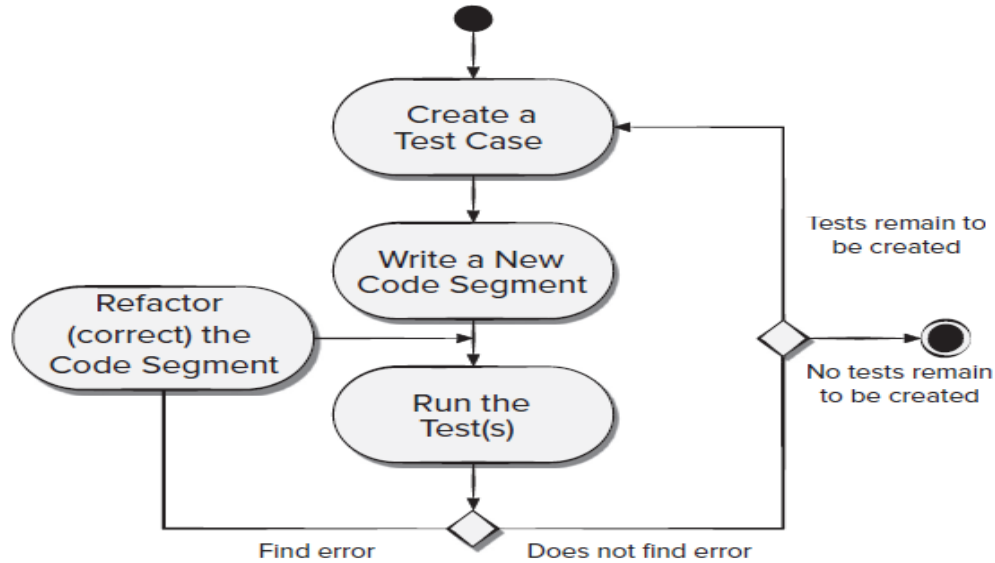 Create a
Test Case
Write a New
Code Segment
Refactor
(correct) the
Code Segment
Run the
Test(s)
Tests remain to
be created
No tests remain
to be created
Find error
Does not find error